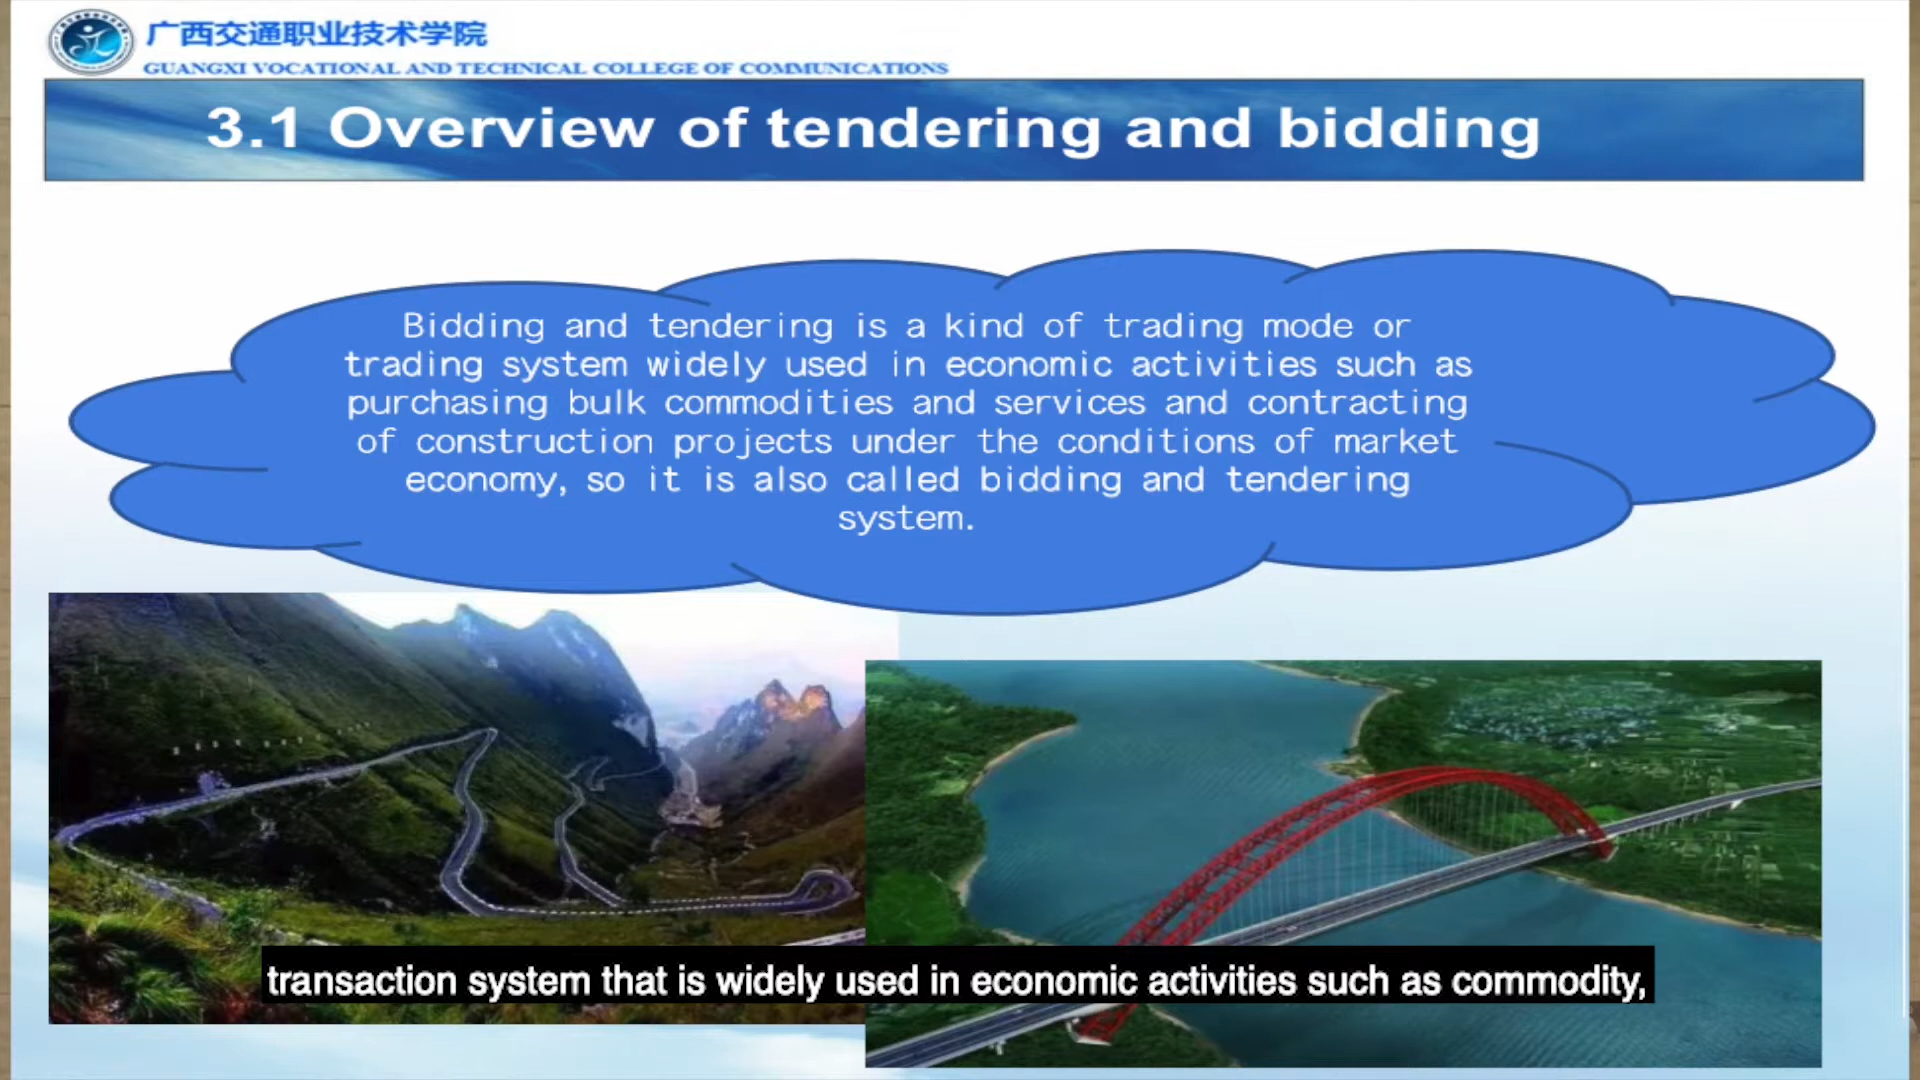 广西交通职业技术学院
GUANGXI VOCATIONAL AND TECHNICAL COLLEGE OF COMMUNICATIONS
3.1 Overview of tendering and bidding
Bidding and tendering is a kind of trading mode or
trading system widely used in economic activities such as
purchasing bulk commodities and services and contracting
of construction projects under the conditions of market
economy, so it is also called bidding and tendering
system.
transaction system that is widely used in economic activities such as commodity,